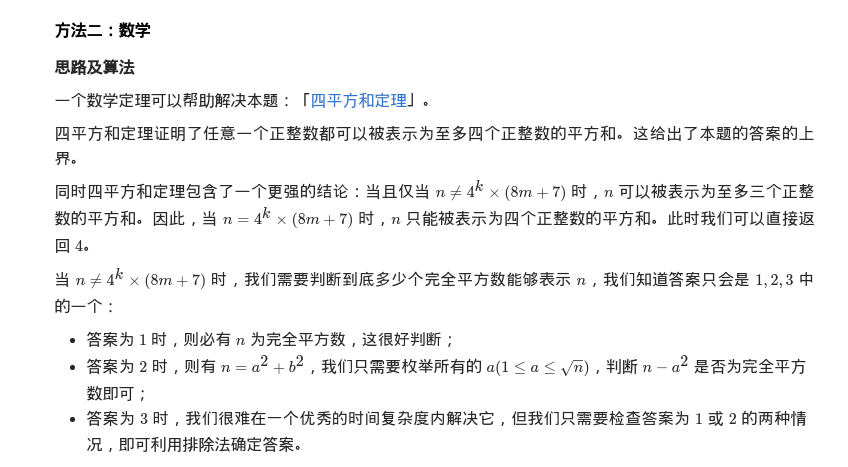 方法二：数学
思路及算法
一个数学定理可以帮助解决本题：「四平方和定理」。
四平方和定理证明了任意一个正整数都可以被表示为至多四个正整数的平方和。这给出了本题的答案的上
界。
同时四平方和定理包含了一个更强的结论：当且仅当 n ≠ 4^k × (8m + 7) 时，n 可以被表示为至多三个正整
数的平方和。因此，当 n = 4^k × (8m + 7) 时，n 只能被表示为四个正整数的平方和。此时我们可以直接返
回 4。
当 n ≠ 4^k × (8m + 7) 时，我们需要判断到底多少个完全平方数能够表示 n，我们知道答案只会是 1, 2, 3 中
的一个：
• 答案为 1 时，则必有 n 为完全平方数，这很好判断；
• 答案为 2 时，则有 n = a² + b²，我们只需要枚举所有的 a(1 ≤ a ≤ √n)，判断 n − a² 是否为完全平方
数即可；
• 答案为 3 时，我们很难在一个优秀的时间复杂度内解决它，但我们只需要检查答案为 1 或 2 的两种情
况，即可利用排除法确定答案。